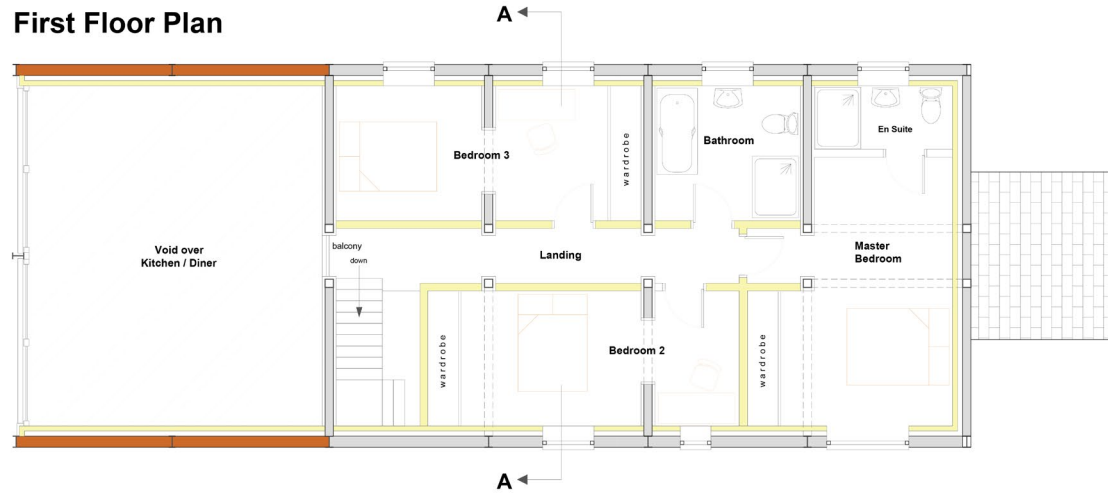 First Floor Plan
A
En Suite
Bathroom
Bedroom 3
wardrobe
balcony
Void over
Kitchen / Diner
Landing
Master
Bedroom
down
wardrobe
Bedroom 2
wardrobe
A